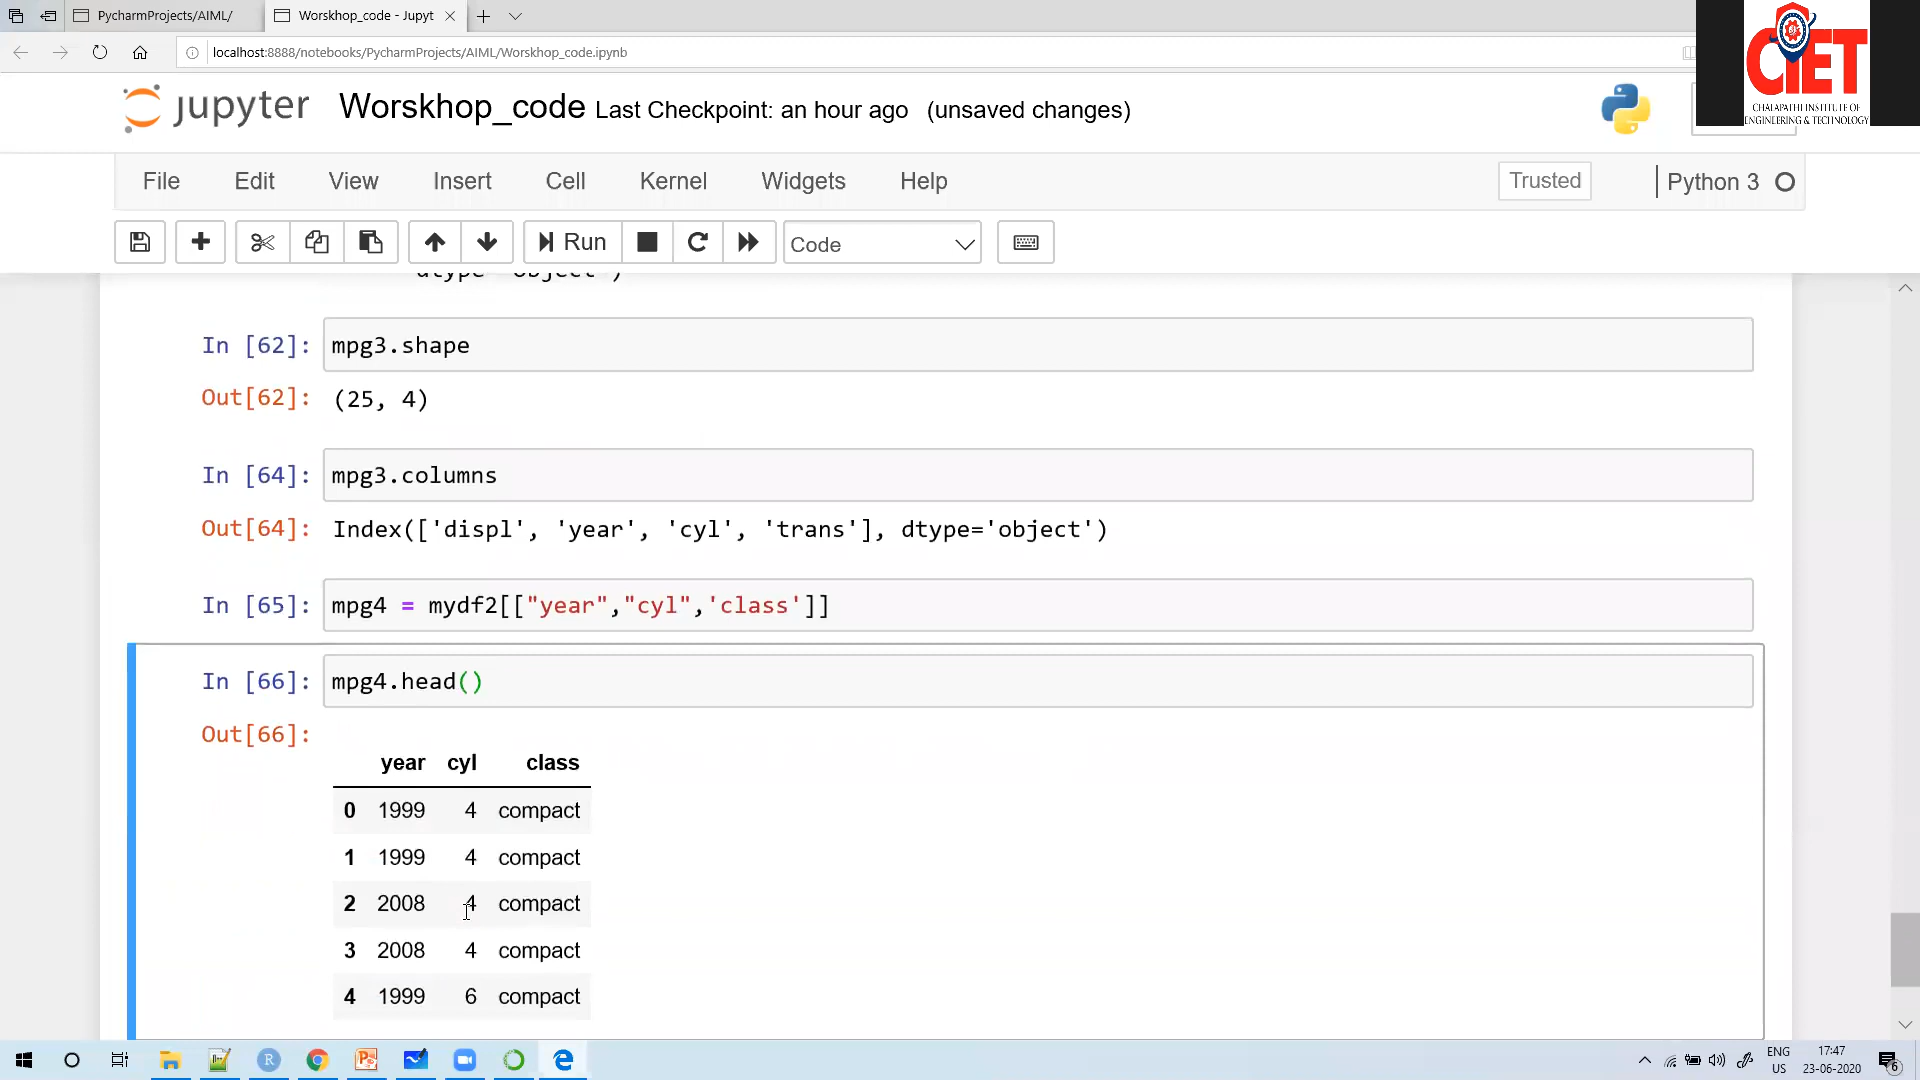 PycharmProjects/AIML/
Worskhop_code - Jupyt
localhost:8888/notebooks/PycharmProjects/AIML/Worskhop_code.ipynb
CIET
CHALAPATHI INSTITUTE OF
ENGINEERING & TECHNOLOGY
jupyter Worskhop_code Last Checkpoint: an hour ago (unsaved changes)
File Edit View Insert Cell Kernel Widgets Help Trusted Python 3
Run Code
dtype='object')
In [62]: mpg3.shape
Out[62]: (25, 4)
In [64]: mpg3.columns
Out[64]: Index(['displ', 'year', 'cyl', 'trans'], dtype='object')
In [65]: mpg4 = mydf2[["year","cyl",'class']]
In [66]: mpg4.head()
Out[66]:
year cyl class
0 1999 4 compact
1 1999 4 compact
2 2008 4 compact
3 2008 4 compact
4 1999 6 compact
ENG 17:47
US 23-06-2020 6